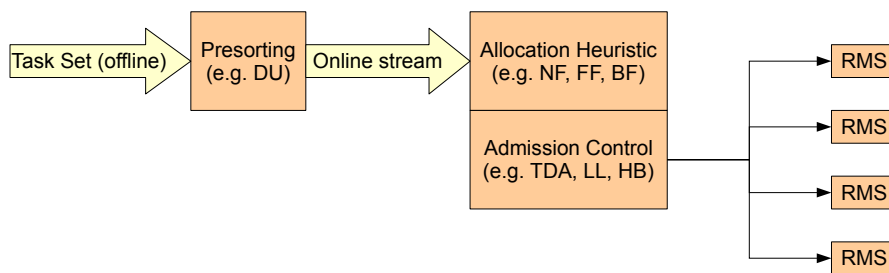 Task Set (offline)
Presorting
(e.g. DU)
Online stream
Allocation Heuristic
(e.g. NF, FF, BF)
Admission Control
(e.g. TDA, LL, HB)
RMS
RMS
RMS
RMS